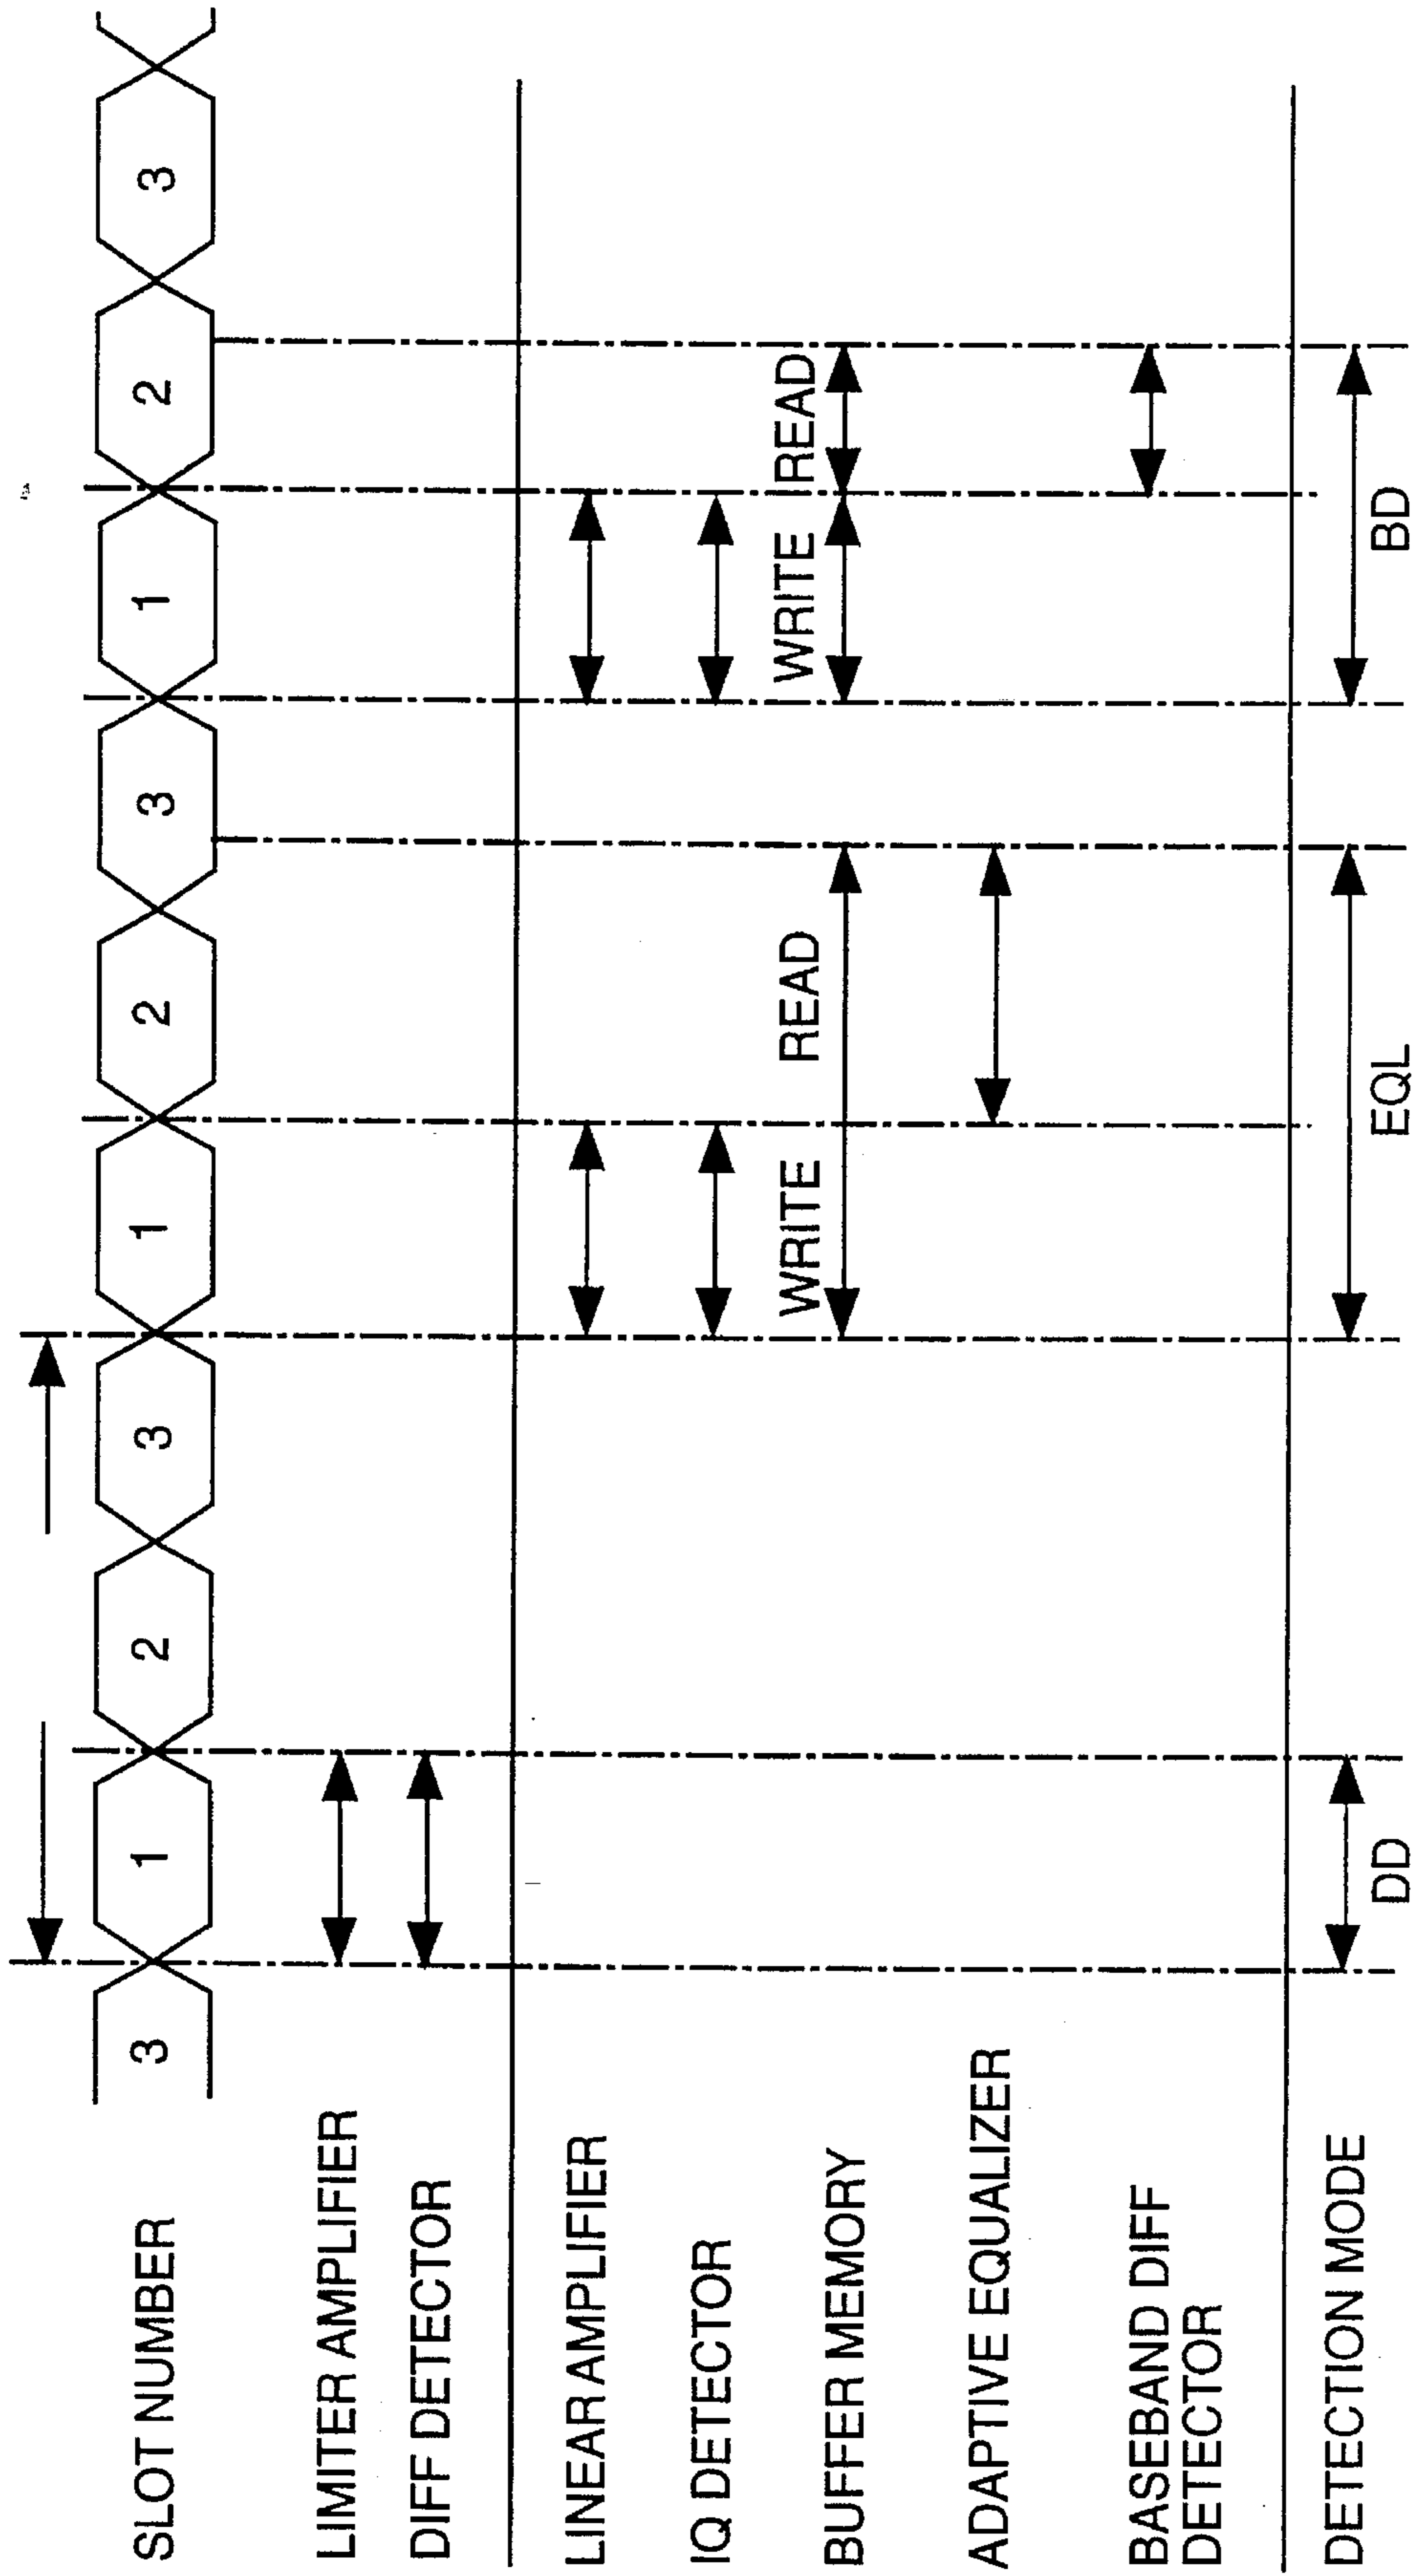 SLOT NUMBER 3 1 2 3 1 2 3 1 2 3
LIMITER AMPLIFIER
DIFF DETECTOR
LINEAR AMPLIFIER
IQ DETECTOR
WRITE READ WRITE READ
BUFFER MEMORY
ADAPTIVE EQUALIZER
BASEBAND DIFF
DETECTOR
DETECTION MODE
DD EQL BD